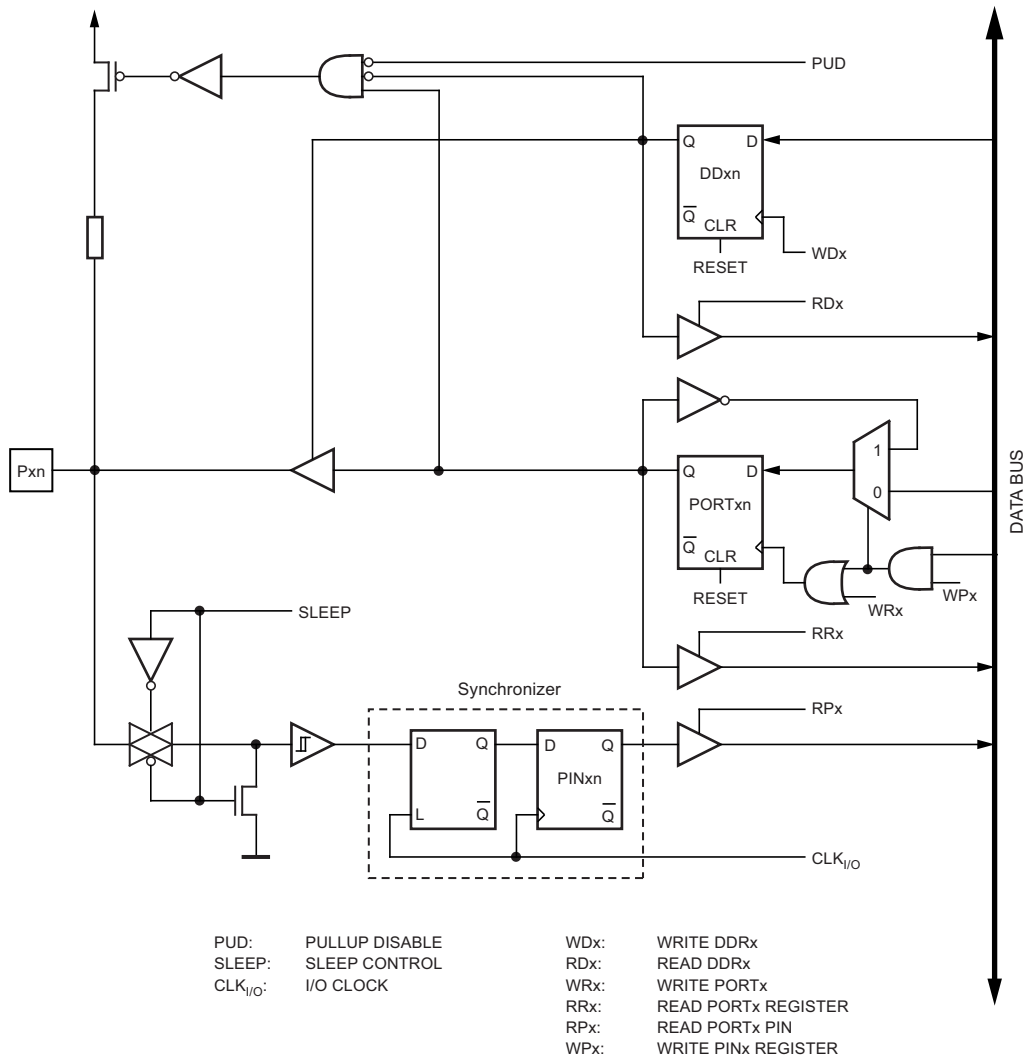 PUD
Q D
DDxn
Q
CLR
WDx
RESET
RDx
1
Pxn
Q D
0
PORTxn
Q
CLR
DATA BUS
RESET
WRx
WPx
SLEEP
RRx
Synchronizer
RPx
D Q
D Q
PINxn
L Q
Q
CLK I/O
PUD: PULLUP DISABLE
SLEEP: SLEEP CONTROL
CLK I/O: I/O CLOCK
WDx: WRITE DDRx
RDx: READ DDRx
WRx: WRITE PORTx
RRx: READ PORTx REGISTER
RPx: READ PORTx PIN
WPx: WRITE PINx REGISTER